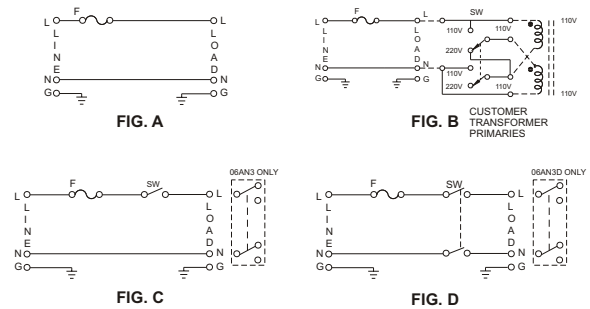 F
L L
L
I
N
E
L
O
A
D
N N
G G
FIG. A
F
L L L
L
I
N
E
L
O
A
D
N N
G G
SW
110V
220V
110V
110V
220V
110V
110V
110V
FIG. B
CUSTOMER
TRANSFORMER
PRIMARIES
F
SW
L L
L
I
N
E
L
O
A
D
N N
G G
06AN3 ONLY
FIG. C
F
SW
L L
L
I
N
E
L
O
A
D
N N
G G
06AN3D ONLY
FIG. D